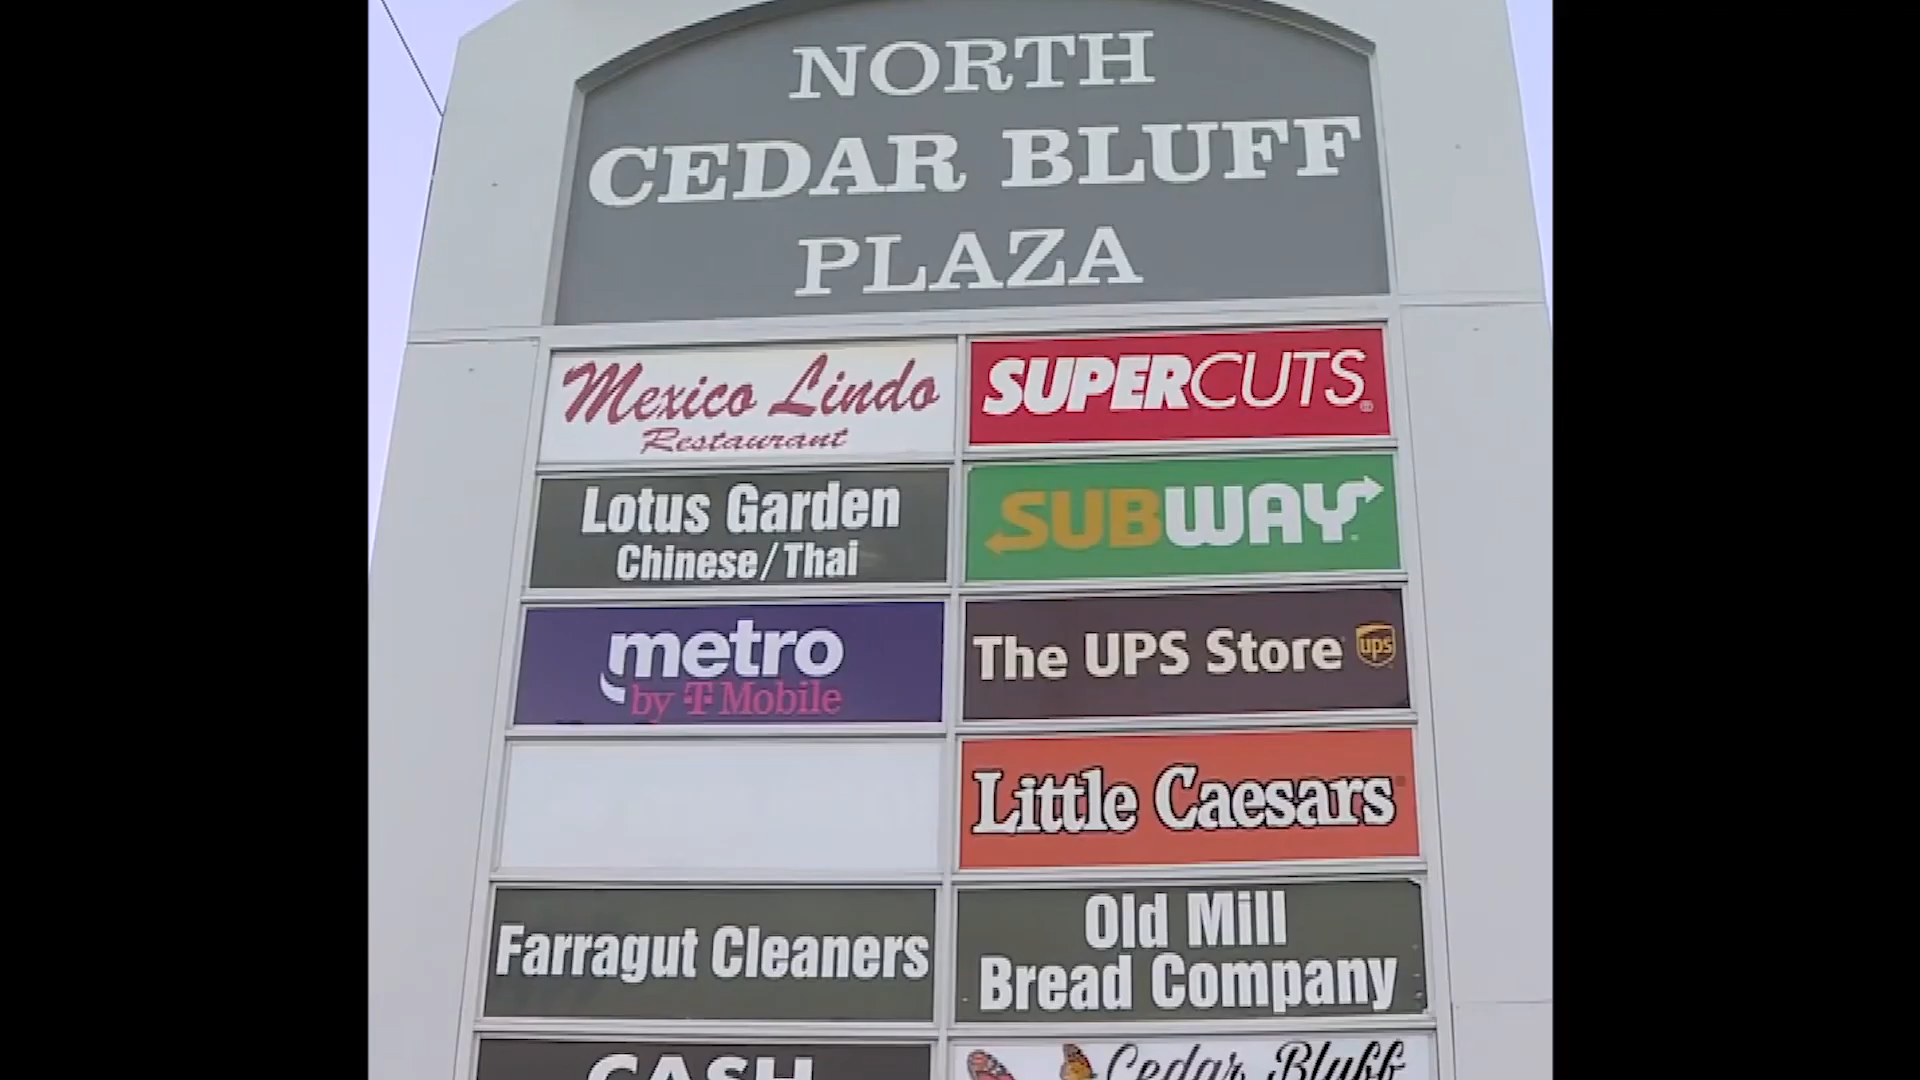 NORTH
CEDAR BLUFF
PLAZA
Mexico Lindo
Restaurant
SUPERCUTS
Lotus Garden
Chinese/Thai
SUBWAY
metro
by T Mobile
The UPS Store ups
Little Caesars
Farragut Cleaners
Old Mill
Bread Company
CASH
Cedar Bluff